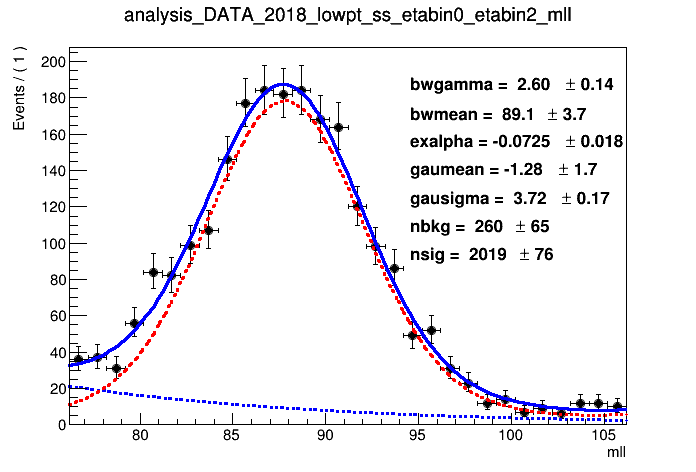 analysis_DATA_2018_lowpt_ss_etabin0_etabin2_mll
Events / ( 1 )
200
180
160
140
120
100
80
60
40
20
0
bwgamma = 2.60 ± 0.14
bwmean = 89.1 ± 3.7
exalpha = -0.0725 ± 0.018
gaumean = -1.28 ± 1.7
gausigma = 3.72 ± 0.17
nbkg = 260 ± 65
nsig = 2019 ± 76
80 85 90 95 100 105
mll